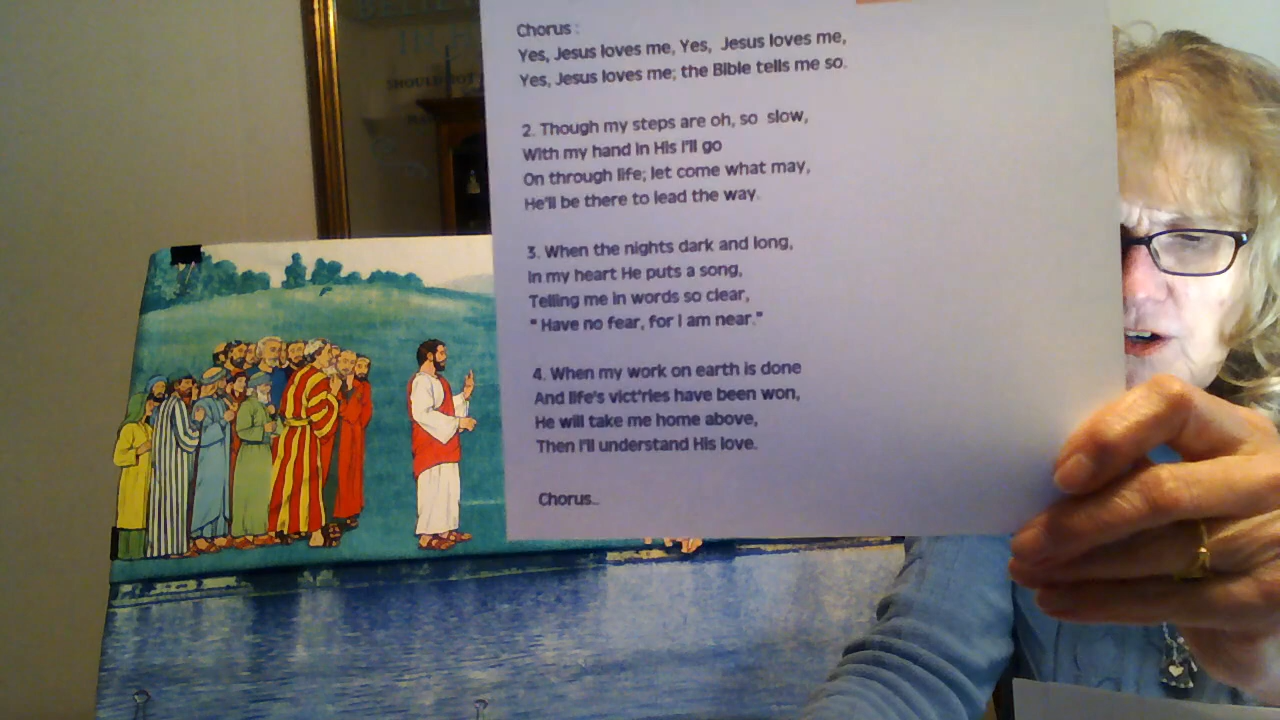 Chorus :
Yes, Jesus loves me, Yes, Jesus loves me,
Yes, Jesus loves me; the Bible tells me so.
2. Though my steps are oh, so slow,
With my hand in His I'll go
On through life; let come what may,
He'll be there to lead the way.
3. When the nights dark and long,
In my heart He puts a song,
Telling me in words so clear,
" Have no fear, for I am near."
4. When my work on earth is done
And life's vict'ries have been won,
He will take me home above,
Then I'll understand His love.
Chorus..
SHOULD NOT